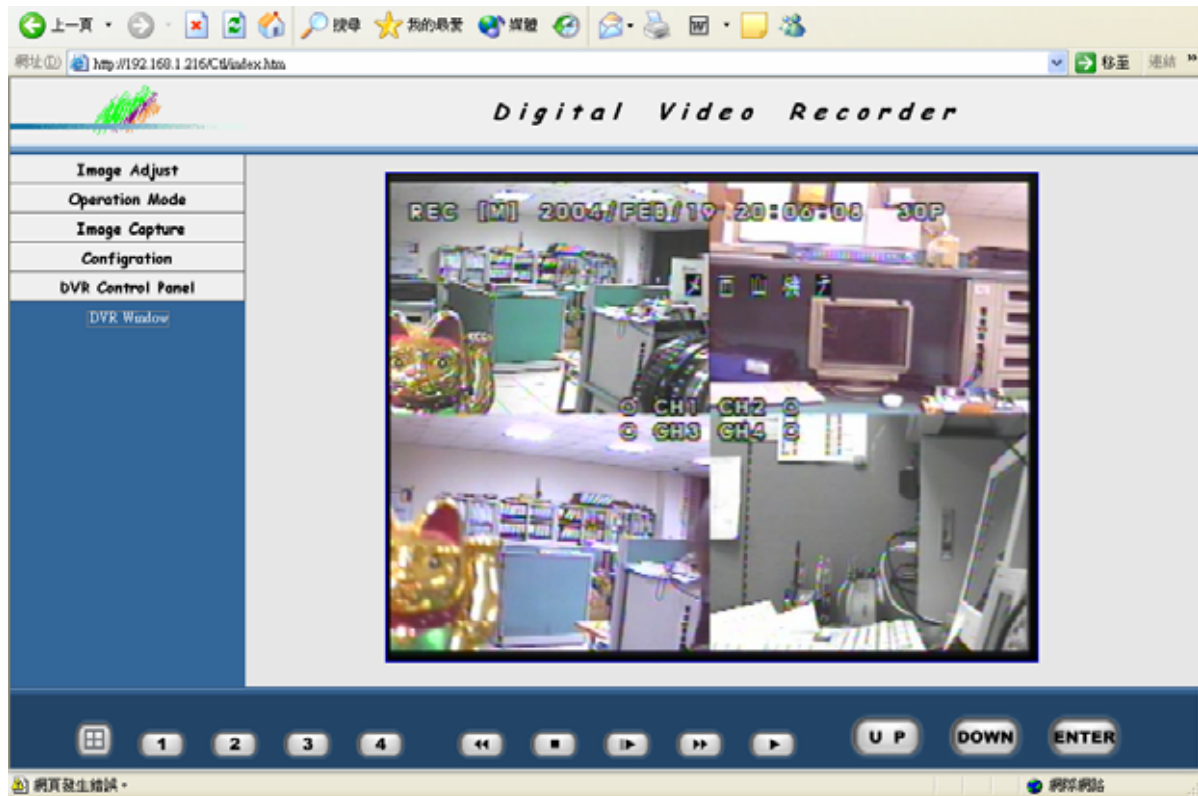 上一頁
搜尋 我的最愛 媒體
網址(D) http://192.168.1.216/Ctl/index.htm 移至 連結 »
Digital Video Recorder
Image Adjust
Operation Mode
Image Capture
Configration
DVR Control Panel
DVR Window
REC [M] 2004/FEB/19 20:06:08 30P
CH1 CH2
CH3 CH4
1 2 3 4 U P DOWN ENTER
網頁發生錯誤。 網際網路